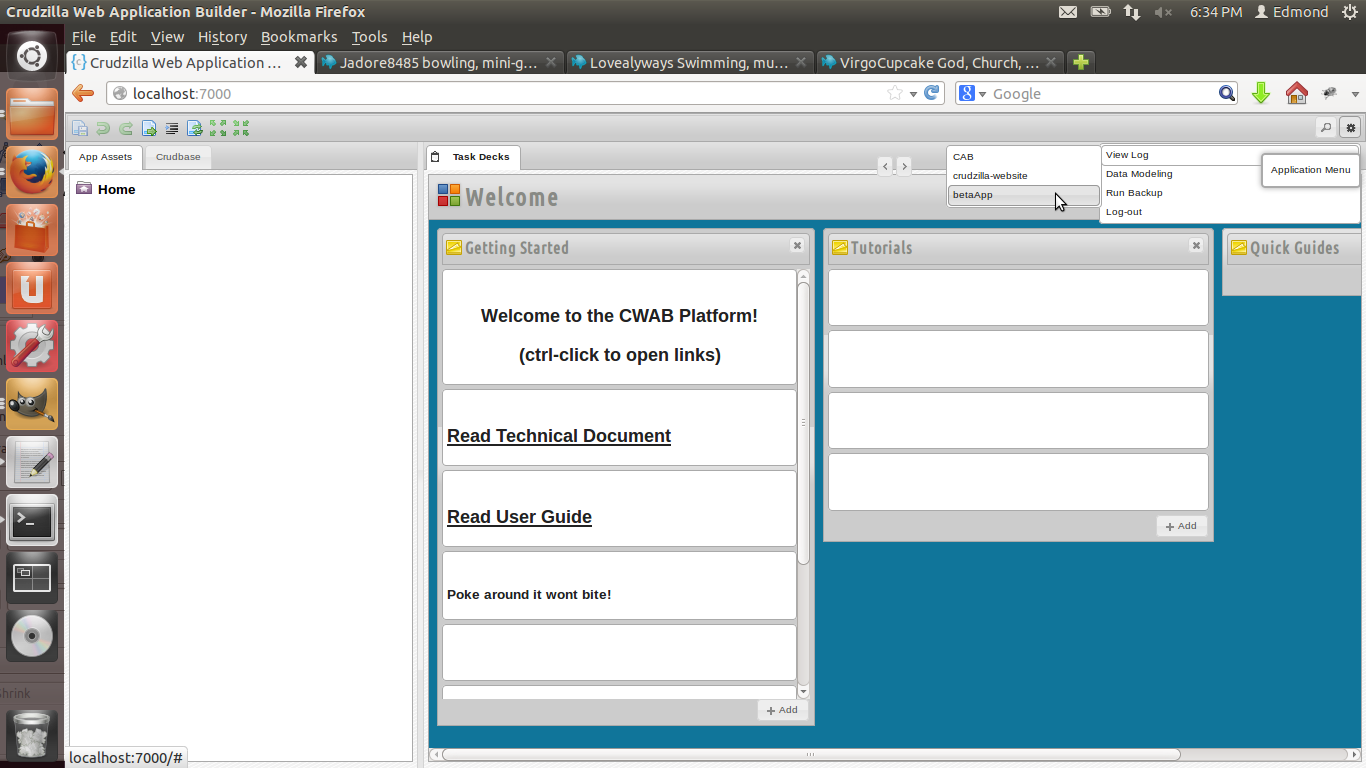 Crudzilla Web Application Builder - Mozilla Firefox
6:34 PM
Edmond
File Edit View History Bookmarks Tools Help
{c} Crudzilla Web Application ...
Jadore8485 bowling, mini-g...
Lovealyways Swimming, mu...
VirgoCupcake God, Church, ...
localhost:7000
Google
App Assets
Crudbase
Task Decks
Home
CAB
crudzilla-website
betaApp
View Log
Data Modeling
Run Backup
Log-out
Application Menu
Welcome
Getting Started
Tutorials
Quick Guides
Welcome to the CWAB Platform!
(ctrl-click to open links)
Read Technical Document
Read User Guide
Poke around it wont bite!
+ Add
+ Add
Shrink
localhost:7000/#